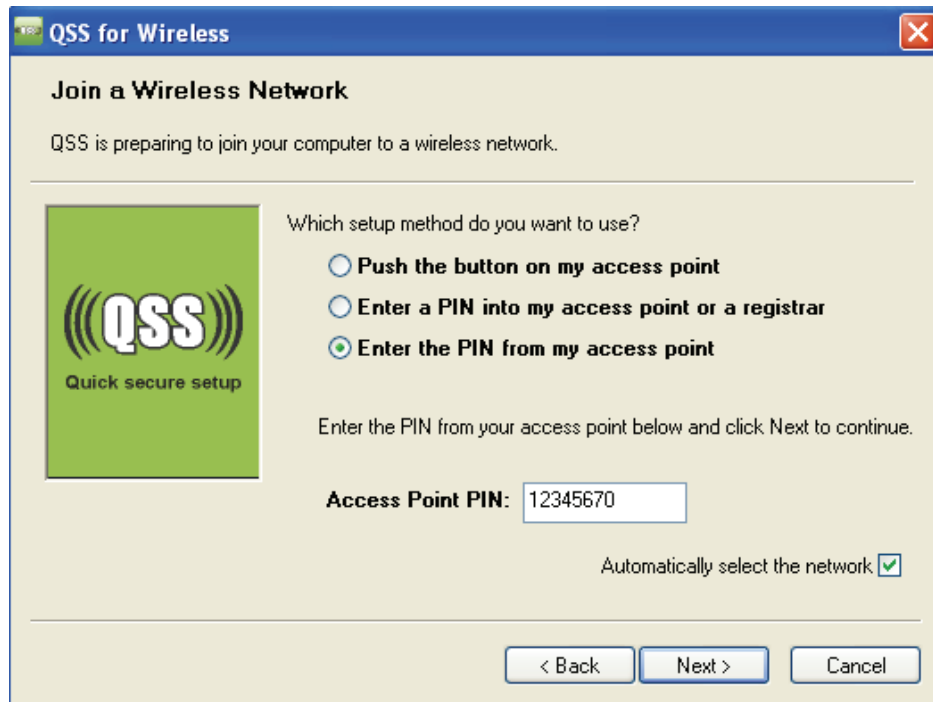 QSS for Wireless
Join a Wireless Network
QSS is preparing to join your computer to a wireless network.
Which setup method do you want to use?
Push the button on my access point
Enter a PIN into my access point or a registrar
Enter the PIN from my access point
(((QSS)))
Quick secure setup
Enter the PIN from your access point below and click Next to continue.
Access Point PIN: 12345670
Automatically select the network
< Back Next > Cancel